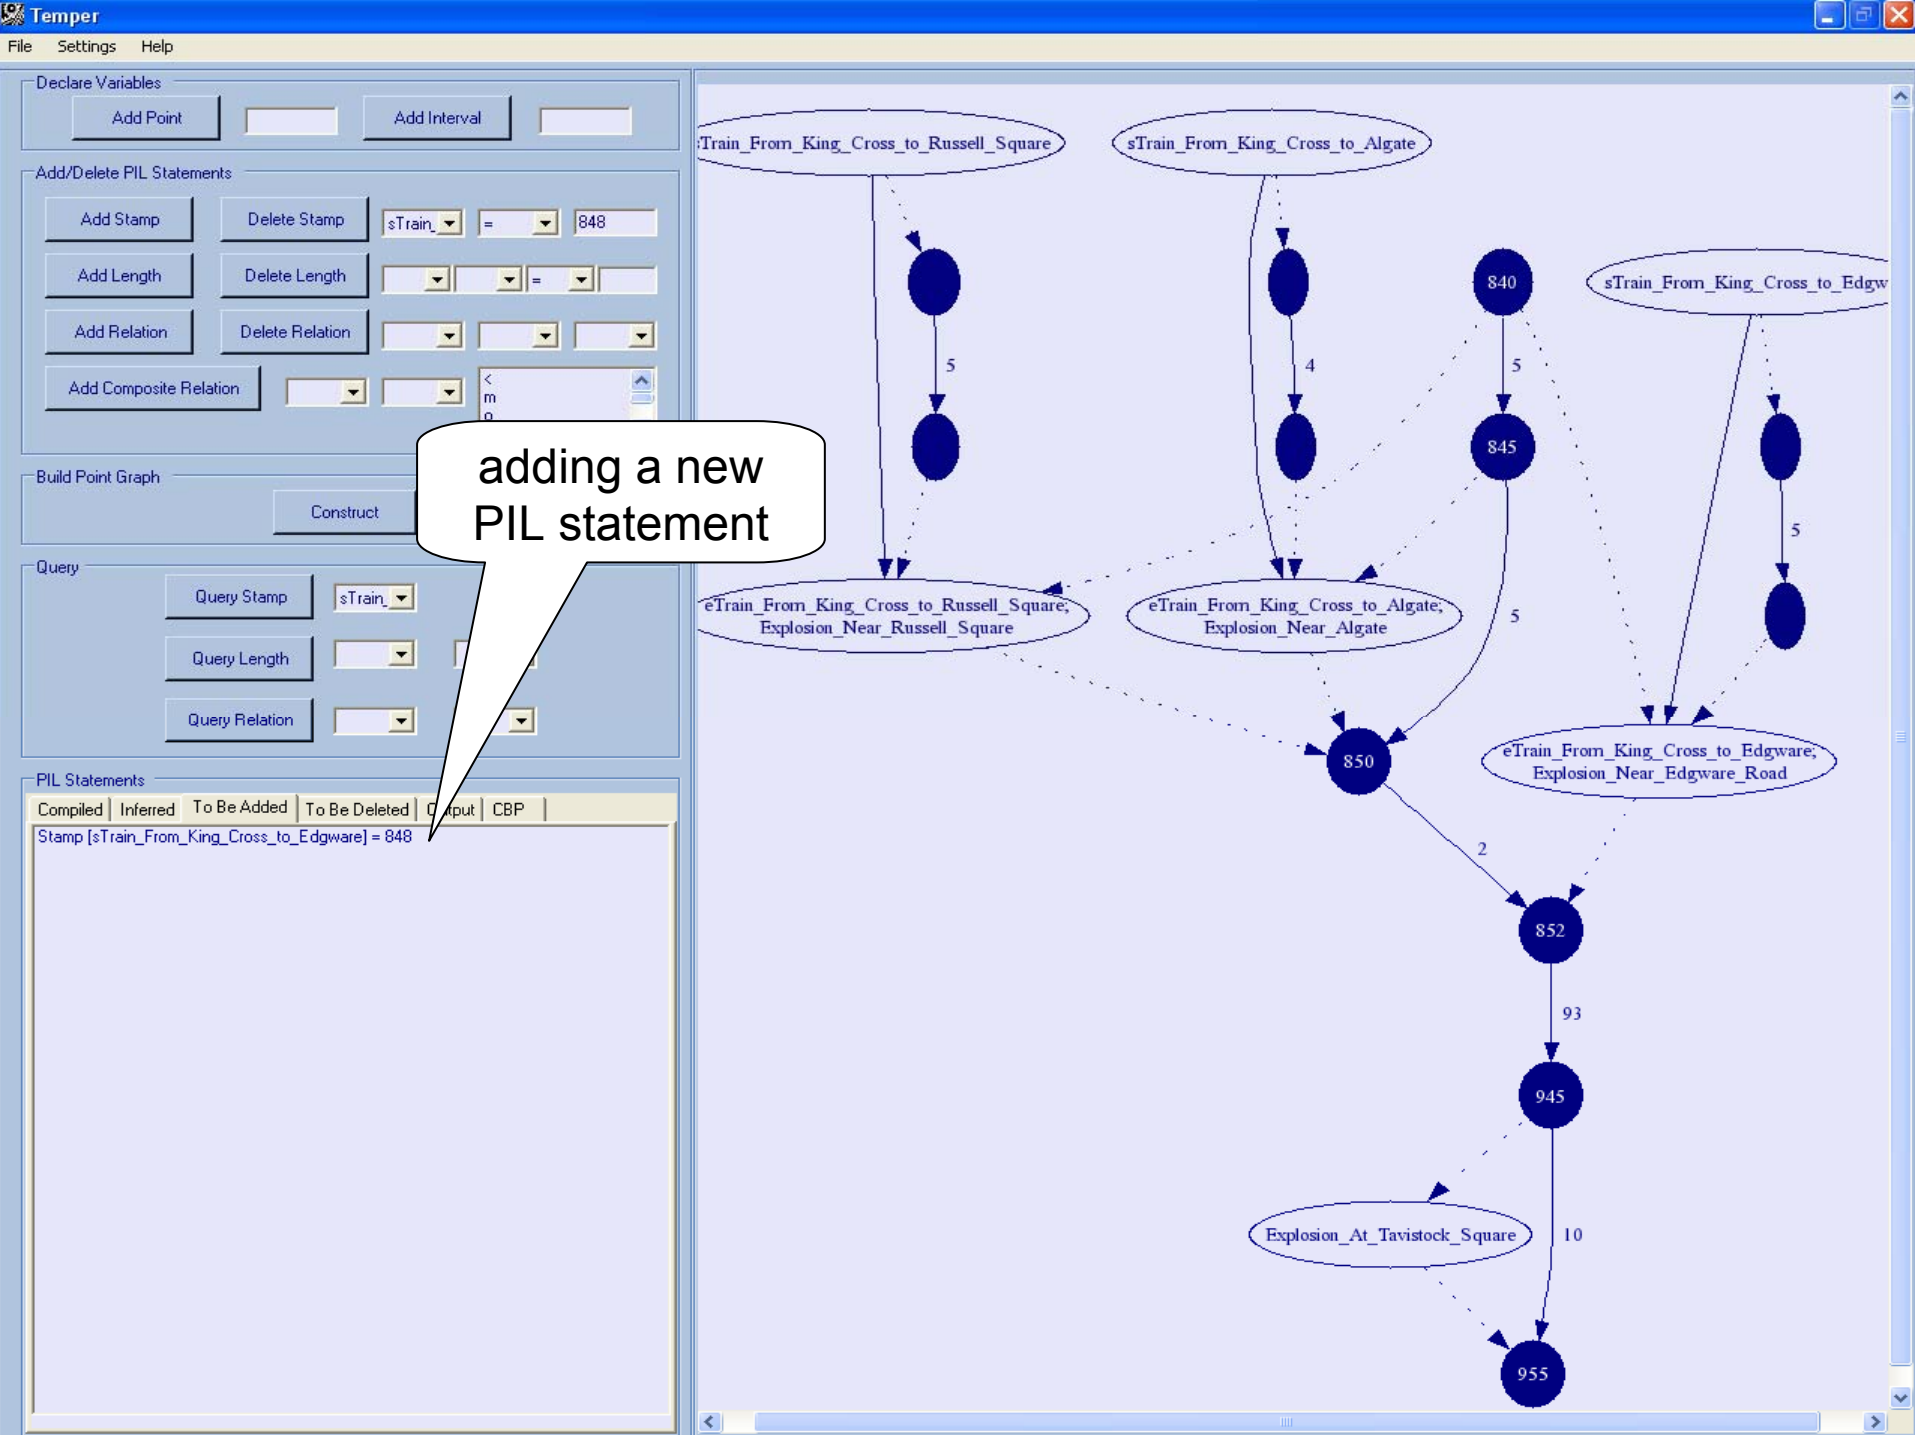 Temper
File Settings Help
Declare Variables
Add Point
Add Interval
Add/Delete PIL Statements
Add Stamp
Delete Stamp
sTrain_
=
848
Add Length
Delete Length
=
Add Relation
Delete Relation
Add Composite Relation
<
m
adding a new
PIL statement
Build Point Graph
Construct
Query
Query Stamp
sTrain_
Query Length
Query Relation
PIL Statements
Compiled Inferred To Be Added To Be Deleted CBP
Stamp [sTrain_From_King_Cross_to_Edgware] = 848
sTrain_From_King_Cross_to_Russell_Square
sTrain_From_King_Cross_to_Algate
840
sTrain_From_King_Cross_to_Edgw
5
4
5
845
5
eTrain_From_King_Cross_to_Russell_Square;
Explosion_Near_Russell_Square
eTrain_From_King_Cross_to_Algate;
Explosion_Near_Algate
5
850
eTrain_From_King_Cross_to_Edgware;
Explosion_Near_Edgware_Road
2
852
93
945
Explosion_At_Tavistock_Square
10
955